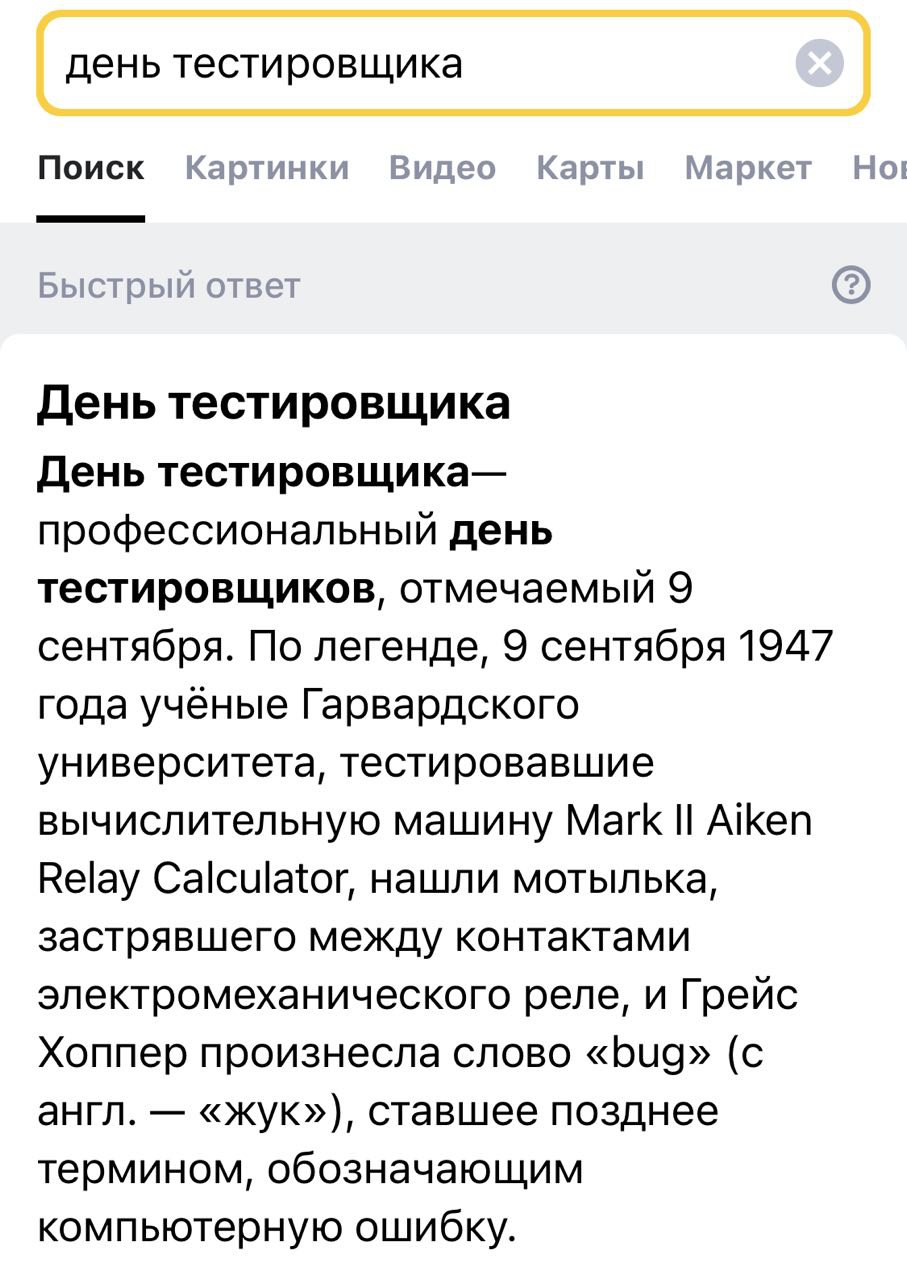 день тестировщика
Поиск Картинки Видео Карты Маркет
Быстрый ответ
День тестировщика
День тестировщика—
профессиональный день
тестировщиков, отмечаемый 9
сентября. По легенде, 9 сентября 1947
года учёные Гарвардского
университета, тестировавшие
вычислительную машину Mark II Aiken
Relay Calculator, нашли мотылька,
застрявшего между контактами
электромеханического реле, и Грейс
Хоппер произнесла слово «bug» (с
англ. — «жук»), ставшее позднее
термином, обозначающим
компьютерную ошибку.